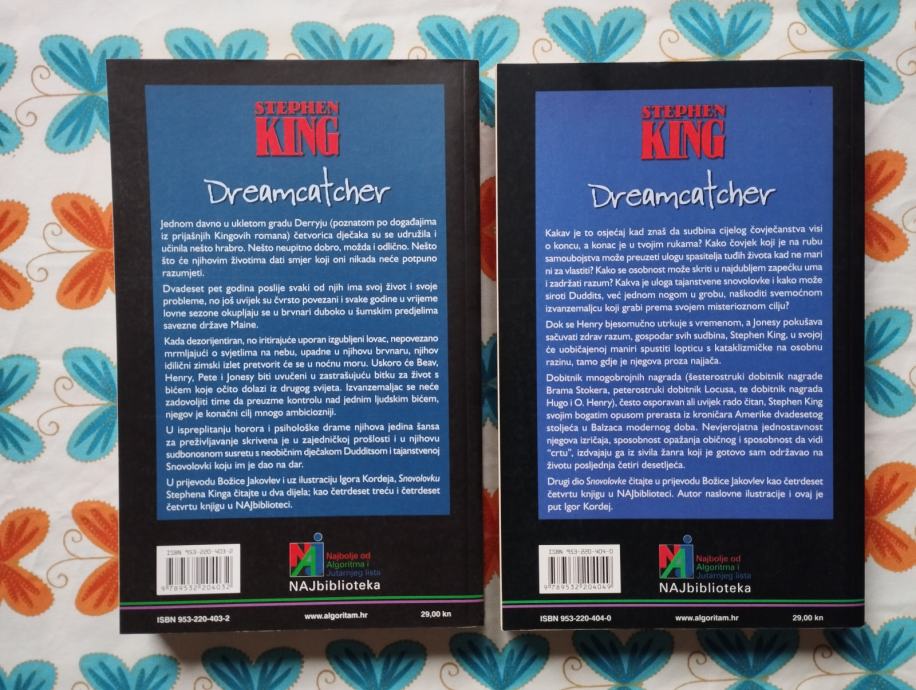 STEPHEN
KING
Dreamcatcher
Jednom davno u ukletom gradu Derryju (poznatom po događajima
iz prijašnjih Kingovih romana) četvorica dječaka su se udružili i
učinila nešto hrabro. Nešto neupitno dobro, možda i odlično. Nešto
što će njihovim životima dati smjer koji oni nikada neće potpuno
razumjeti.
Dvadeset pet godina poslije svaki od njih ima svoj život i svoje
probleme, no još uvijek su čvrsto povezani i svake godine u vrijeme
lovne sezone okupljaju se u brvnari duboko u šumskim predjelima
savezne države Maine.
Kada dezorijentiran, no iritirajuće uporan izgubljeni lovac, nepovezano
mrmljajući o svjetlima na nebu, upadne u njihovu brvnaru, njihov
idilični zimski izlet pretvorit će se u noćnu moru. Uskoro će Beav,
Henry, Pete i Jonesy biti uvučeni u zastrašujuću bitku za život s
bićem koje očito dolazi iz drugog svijeta. Izvanzemaljac se neće
zadovoljiti time da preuzme kontrolu nad jednim ljudskim bićem,
njegov je konačni cilj mnogo ambiciozniji.
U ispreplitanju horora i psihološke drame njihova jedina šansa
za preživljavanje skrivena je u zajedničkoj prošlosti i u njihovu
sudbonosnom susretu s neobičnim dječakom Dudditsom i tajanstvenoj
Snovolovki koju im je dao na dar.
U prijevodu Božice Jakovlev i uz ilustraciju Igora Kordeja, Snovolovku
Stephena Kinga čitajte u dva dijela; kao četrdeset treću i četrdeset
četvrtu knjigu u NAJbiblioteci.
ISBN 953-220-403-2
9 789532 204032
NAJ
Najbolje od
Algoritma i
Jutarnjeg lista
NAJbiblioteka
ISBN 953-220-403-2
www.algoritam.hr
29,00 kn
STEPHEN
KING
Dreamcatcher
Kakav je to osjećaj kad znaš da sudbina cijelog čovječanstva visi
o koncu, a konac je u tvojim rukama? Kako čovjek koji je na rubu
samoubojstva može preuzeti ulogu spasitelja tuđih života kad ne mari
ni za vlastiti? Kako se osobnost može skriti u najdubljem zapećku uma
i zadržati razum? Kakva je uloga tajanstvene snovolovke i kako može
siroti Duddits, već jednom nogom u grobu, naškoditi svemoćnom
izvanzemaljcu koji grabi prema svojem misterioznom cilju?
Dok se Henry bjesomučno utrkuje s vremenom, a Jonesy pokušava
sačuvati zdrav razum, gospodar svih sudbina, Stephen King, u svojoj
će uobičajenoj maniri spustiti lopticu s kataklizmičke na osobnu
razinu, tamo gdje je njegova proza najjača.
Dobitnik mnogobrojnih nagrada (šesterostruki dobitnik nagrade
Brama Stokera, peterostruki dobitnik Locusa, te dobitnik nagrada
Hugo i O. Henry), često osporavan ali uvijek rado čitan, Stephen King
svojim bogatim opusom prerasta iz kroničara Amerike dvadesetog
stoljeća u Balzaca modernog doba. Nevjerojatna jednostavnost
njegova izričaja, sposobnost opažanja običnog i sposobnost da vidi
"crtu", izdvajaju ga iz sivila žanra koji je gotovo sam održavao na
životu posljednja četiri desetljeća.
Drugi dio Snovolovke čitajte u prijevodu Božice Jakovlev kao četrdeset
četvrtu knjigu u NAJbiblioteci. Autor naslovne ilustracije i ovaj je
put Igor Kordej.
ISBN 953-220-404-0
9 789532 204049
NAJ
Najbolje od
Algoritma i
Jutarnjeg lista
NAJbiblioteka
ISBN 953-220-404-0
www.algoritam.hr
29,00 kn